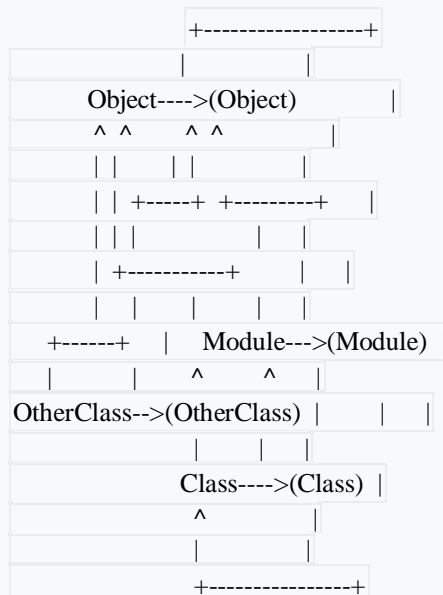 +------------------+
| |
Object---->(Object) |
^ ^ ^ ^ |
| | | | |
| | +-----+ +---------+ |
| | | | |
| +-----------+ | |
| | | | |
+------+ | Module--->(Module)
| | ^ ^ |
OtherClass-->(OtherClass) | | |
| | |
Class---->(Class) |
^ |
| |
+----------------+